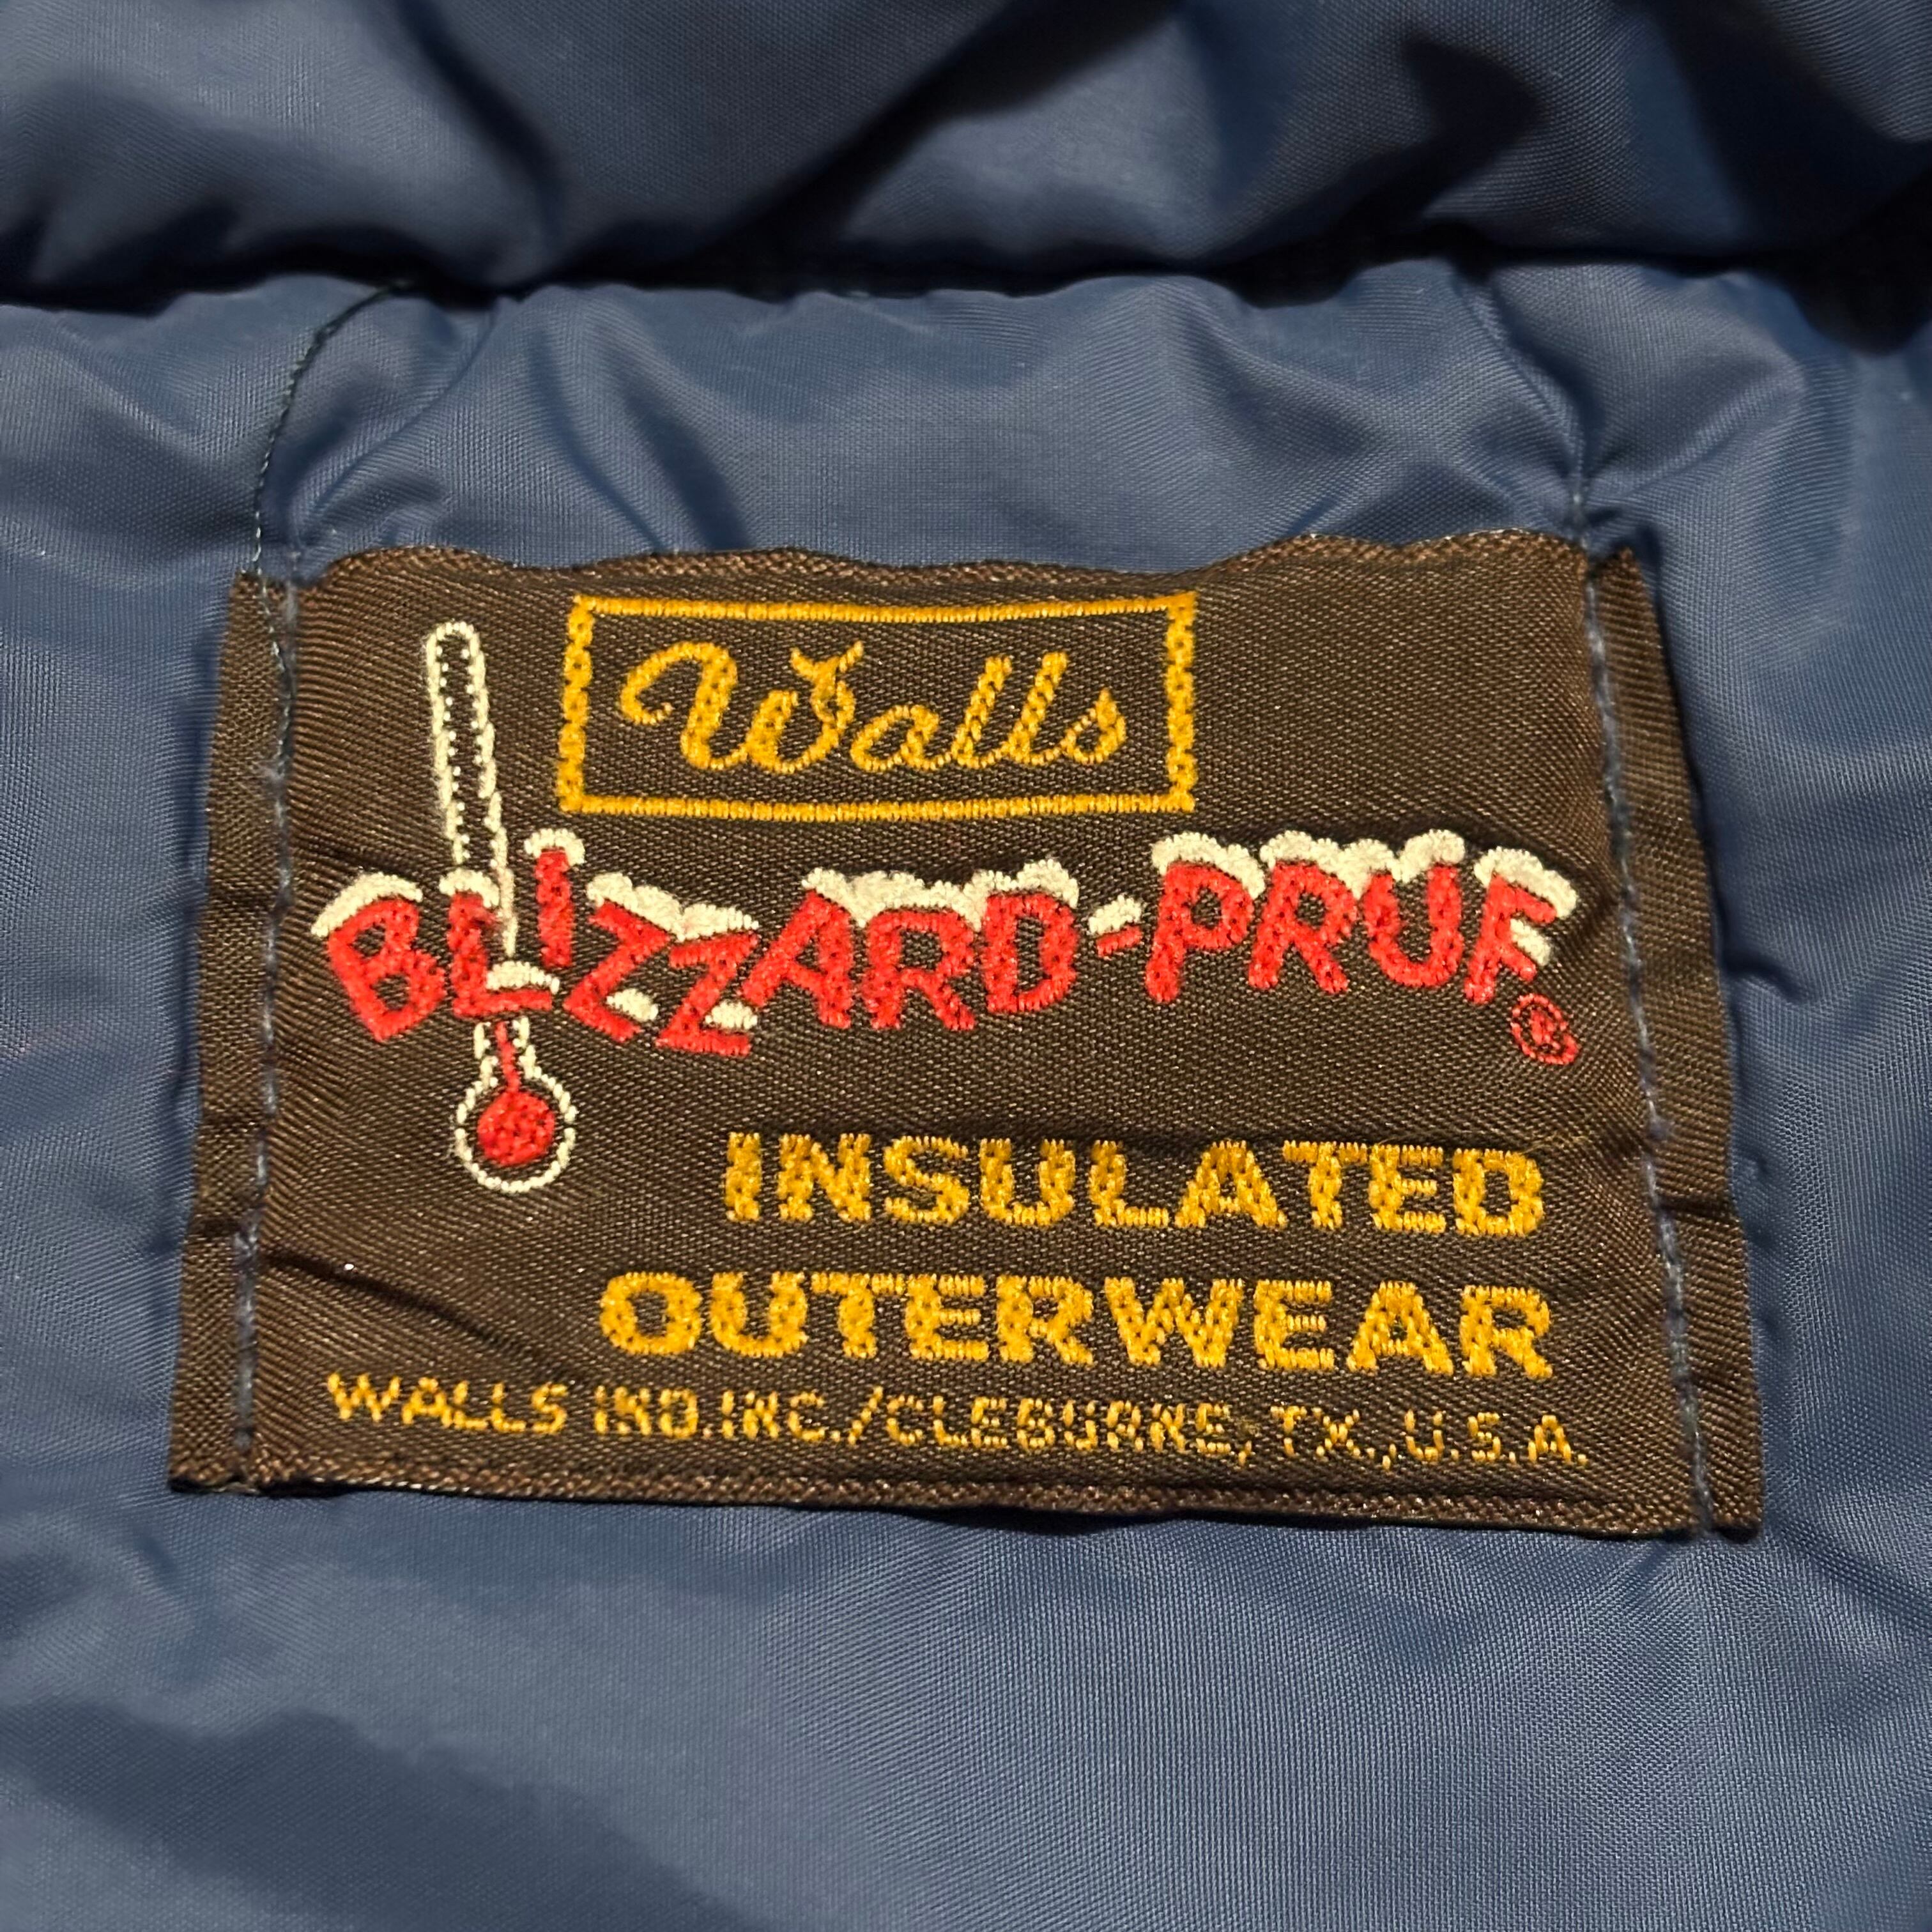 Walls
BLIZZARD-PRUF®
INSULATED
OUTERWEAR
WALLS IND.INC./CLEBURNE, TX.,U.S.A.